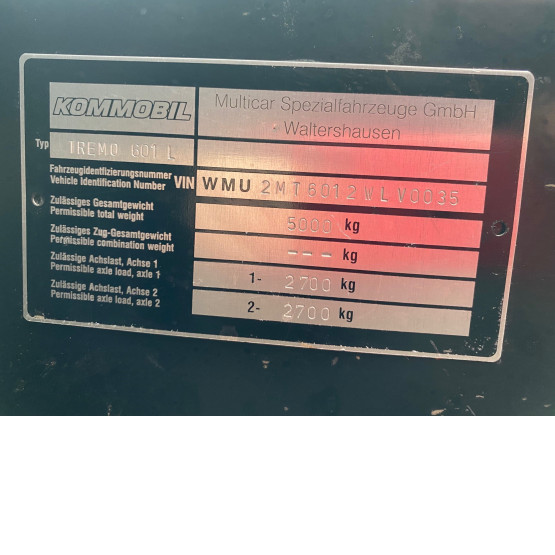 KOMMOBIL
Multicar Spezialfahrzeuge GmbH
Waltershausen
Typ TREMO 601 L
Fahrzeugidentifizierungsnummer
Vehicle Identification Number VIN WMU 2MT6012WLV0035
Zulässiges Gesamtgewicht
Permissible total weight 5000 kg
Zulässiges Zug-Gesamtgewicht
Permissible combination weight --- kg
Zulässige Achslast, Achse 1
Permissible axle load, axle 1 1- 2700 kg
Zulässige Achslast, Achse 2
Permissible axle load, axle 2 2- 2700 kg